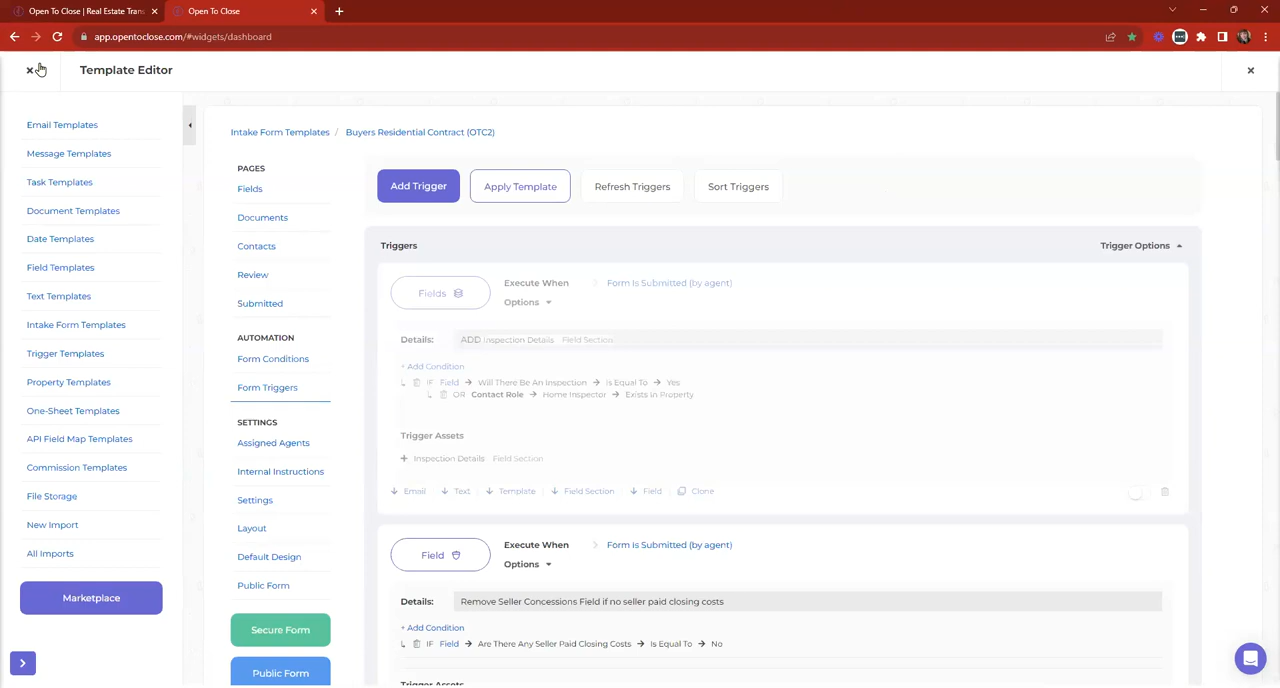 Open To Close | Real Estate Tran
Open To Close
app.opentoclose.com/#widgets/dashboard
Template Editor
Email Templates
Message Templates
Task Templates
Document Templates
Date Templates
Field Templates
Text Templates
Intake Form Templates
Trigger Templates
Property Templates
One-Sheet Templates
API Field Map Templates
Commission Templates
File Storage
New Import
All Imports
Marketplace
Intake Form Templates / Buyers Residential Contract (OTC2)
PAGES
Fields
Documents
Contacts
Review
Submitted
AUTOMATION
Form Conditions
Form Triggers
SETTINGS
Assigned Agents
Internal Instructions
Settings
Layout
Default Design
Public Form
Secure Form
Public Form
Add Trigger Apply Template Refresh Triggers Sort Triggers
Triggers Trigger Options
Fields Execute When Form Is Submitted (by agent)
Options
Details: ADD Inspection Details Field Section
+ Add Condition
IF Field → Will There Be An Inspection → Is Equal To → Yes
OR Contact Role → Home Inspector → Exists In Property
Trigger Assets
+ Inspection Details Field Section
Email Text Template Field Section Field Clone
Field Execute When Form Is Submitted (by agent)
Options
Details: Remove Seller Concessions Field if no seller paid closing costs
+ Add Condition
IF Field → Are There Any Seller Paid Closing Costs → Is Equal To → No
Trigger Assets